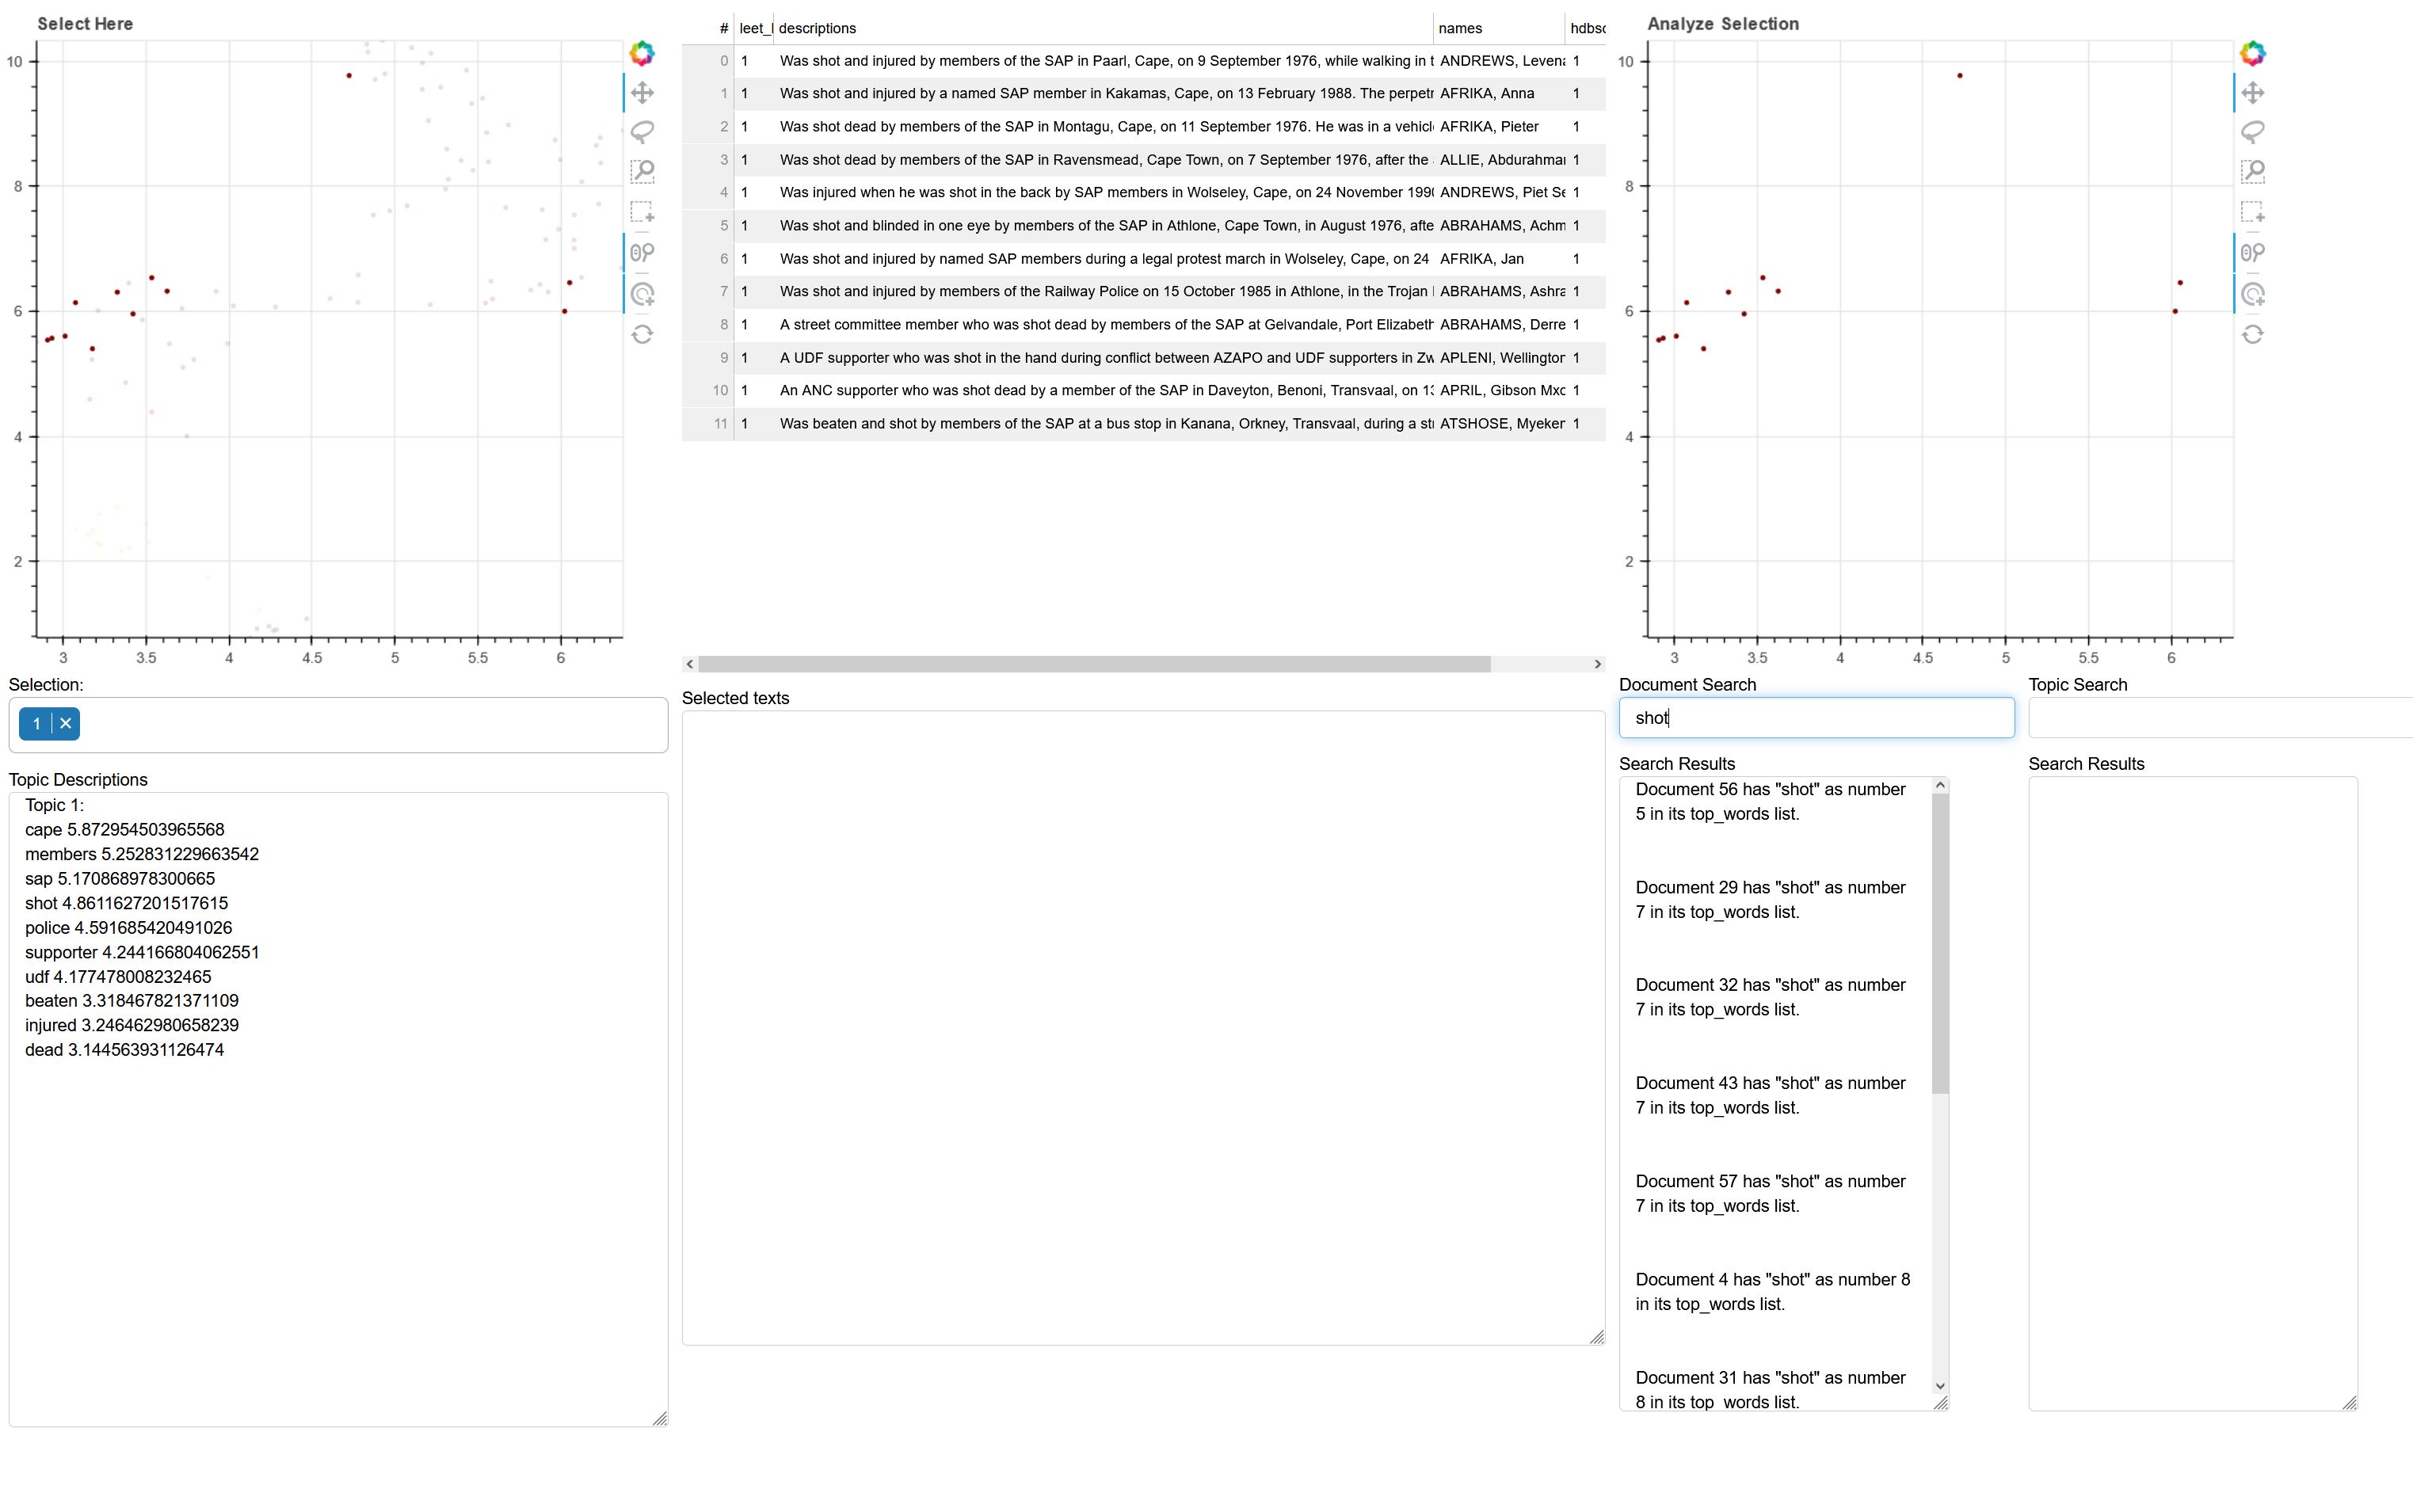 Select Here
10
8
6
4
2
3 3.5 4 4.5 5 5.5 6
Selection:
1
Topic Descriptions
Topic 1:
cape 5.872954503965568
members 5.252831229663542
sap 5.170868978300665
shot 4.8611627201517615
police 4.591685420491026
supporter 4.244166804062551
udf 4.177478008232465
beaten 3.318467821371109
injured 3.246462980658239
dead 3.144563931126474
# leet_l descriptions names hdbsc
0 1 Was shot and injured by members of the SAP in Paarl, Cape, on 9 September 1976, while walking in t ANDREWS, Levena 1
1 1 Was shot and injured by a named SAP member in Kakamas, Cape, on 13 February 1988. The perpetr AFRIKA, Anna 1
2 1 Was shot dead by members of the SAP in Montagu, Cape, on 11 September 1976. He was in a vehicl AFRIKA, Pieter 1
3 1 Was shot dead by members of the SAP in Ravensmead, Cape Town, on 7 September 1976, after the ALLIE, Abdurahmar 1
4 1 Was injured when he was shot in the back by SAP members in Wolseley, Cape, on 24 November 1990 ANDREWS, Piet Se 1
5 1 Was shot and blinded in one eye by members of the SAP in Athlone, Cape Town, in August 1976, afte ABRAHAMS, Achm 1
6 1 Was shot and injured by named SAP members during a legal protest march in Wolseley, Cape, on 24 AFRIKA, Jan 1
7 1 Was shot and injured by members of the Railway Police on 15 October 1985 in Athlone, in the Trojan ABRAHAMS, Ashra 1
8 1 A street committee member who was shot dead by members of the SAP at Gelvandale, Port Elizabeth ABRAHAMS, Derre 1
9 1 A UDF supporter who was shot in the hand during conflict between AZAPO and UDF supporters in Zw APLENI, Wellington 1
10 1 An ANC supporter who was shot dead by a member of the SAP in Daveyton, Benoni, Transvaal, on 13 APRIL, Gibson Mxo 1
11 1 Was beaten and shot by members of the SAP at a bus stop in Kanana, Orkney, Transvaal, during a str ATSHOSE, Myeker 1
Selected texts
Analyze Selection
10
8
6
4
2
3 3.5 4 4.5 5 5.5 6
Document Search
shot
Search Results
Document 56 has "shot" as number
5 in its top_words list.
Document 29 has "shot" as number
7 in its top_words list.
Document 32 has "shot" as number
7 in its top_words list.
Document 43 has "shot" as number
7 in its top_words list.
Document 57 has "shot" as number
7 in its top_words list.
Document 4 has "shot" as number 8
in its top_words list.
Document 31 has "shot" as number
8 in its top_words list.
Topic Search
Search Results